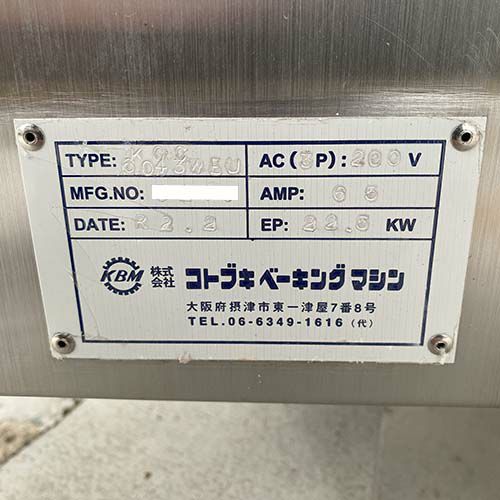 TYPE:
AC(3P): 200 V
MFG.NO:
AMP: 65
DATE: R2.2
EP: 22.5 KW
KBM 株式会社 コトブキベーキングマシン
大阪府摂津市東一津屋7番8号
TEL.06-6349-1616(代)